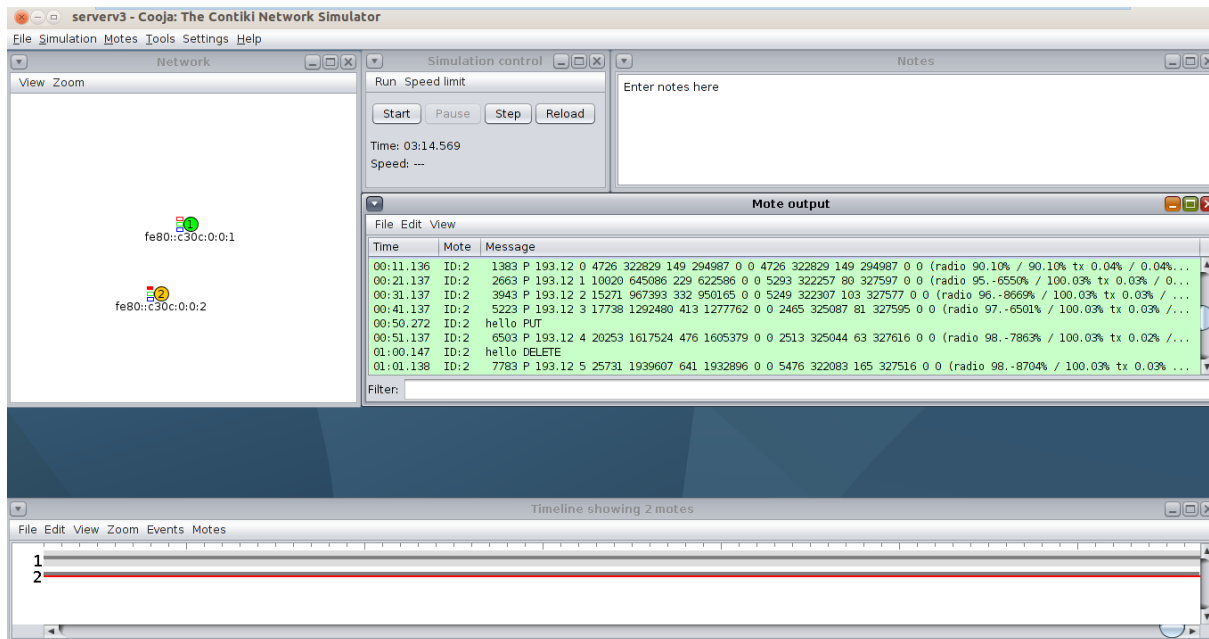 serverv3 - Cooja: The Contiki Network Simulator
File Simulation Motes Tools Settings Help
Network
View Zoom
1
fe80::c30c:0:0:1
2
fe80::c30c:0:0:2
Simulation control
Run Speed limit
Start Pause Step Reload
Time: 03:14.569
Speed: ---
Notes
Enter notes here
Mote output
File Edit View
Time Mote Message
00:11.136 ID:2 1383 P 193.12 0 4726 322829 149 294987 0 0 4726 322829 149 294987 0 0 (radio 90.10% / 90.10% tx 0.04% / 0.04%...
00:21.137 ID:2 2663 P 193.12 1 10020 645086 229 622586 0 0 5293 322257 80 327597 0 0 (radio 95.-6550% / 100.03% tx 0.03% / 0...
00:31.137 ID:2 3943 P 193.12 2 15271 967393 332 950165 0 0 5249 322307 103 327577 0 0 (radio 96.-8669% / 100.03% tx 0.03% /...
00:41.137 ID:2 5223 P 193.12 3 17738 1292480 413 1277762 0 0 2465 325087 81 327595 0 0 (radio 97.-6501% / 100.03% tx 0.03% /...
00:50.272 ID:2 hello PUT
00:51.137 ID:2 6503 P 193.12 4 20253 1617524 476 1605379 0 0 2513 325044 63 327616 0 0 (radio 98.-7863% / 100.03% tx 0.02% /...
01:00.147 ID:2 hello DELETE
01:01.138 ID:2 7783 P 193.12 5 25731 1939607 641 1932896 0 0 5476 322083 165 327516 0 0 (radio 98.-8704% / 100.03% tx 0.03% ...
Filter:
Timeline showing 2 motes
File Edit View Zoom Events Motes
1
2